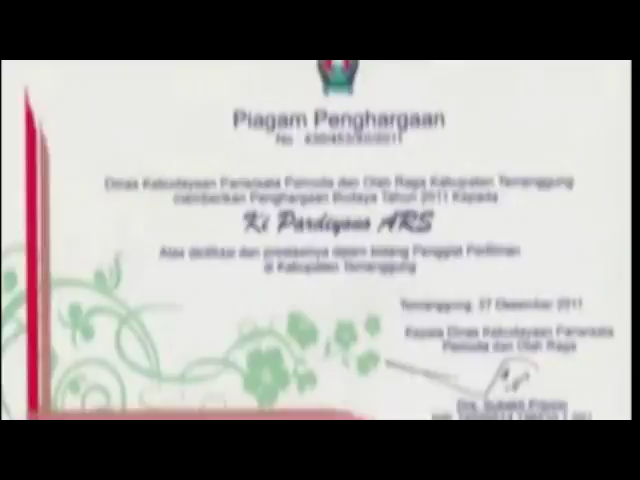 Piagam Penghargaan
No
Dinas Kebudayaan Pariwisata Pemuda dan Olah Raga Kabupaten Temanggung
memberikan Penghargaan Budaya Tahun 2011 Kepada
Ki Pardiyono ARS
Atas dedikasi dan prestasinya dalam bidang
di Kabupaten Temanggung
Temanggung, 27 Desember 2011
Kepala Dinas Kebudayaan Pariwisata
Pemuda dan Olah Raga
Drs.